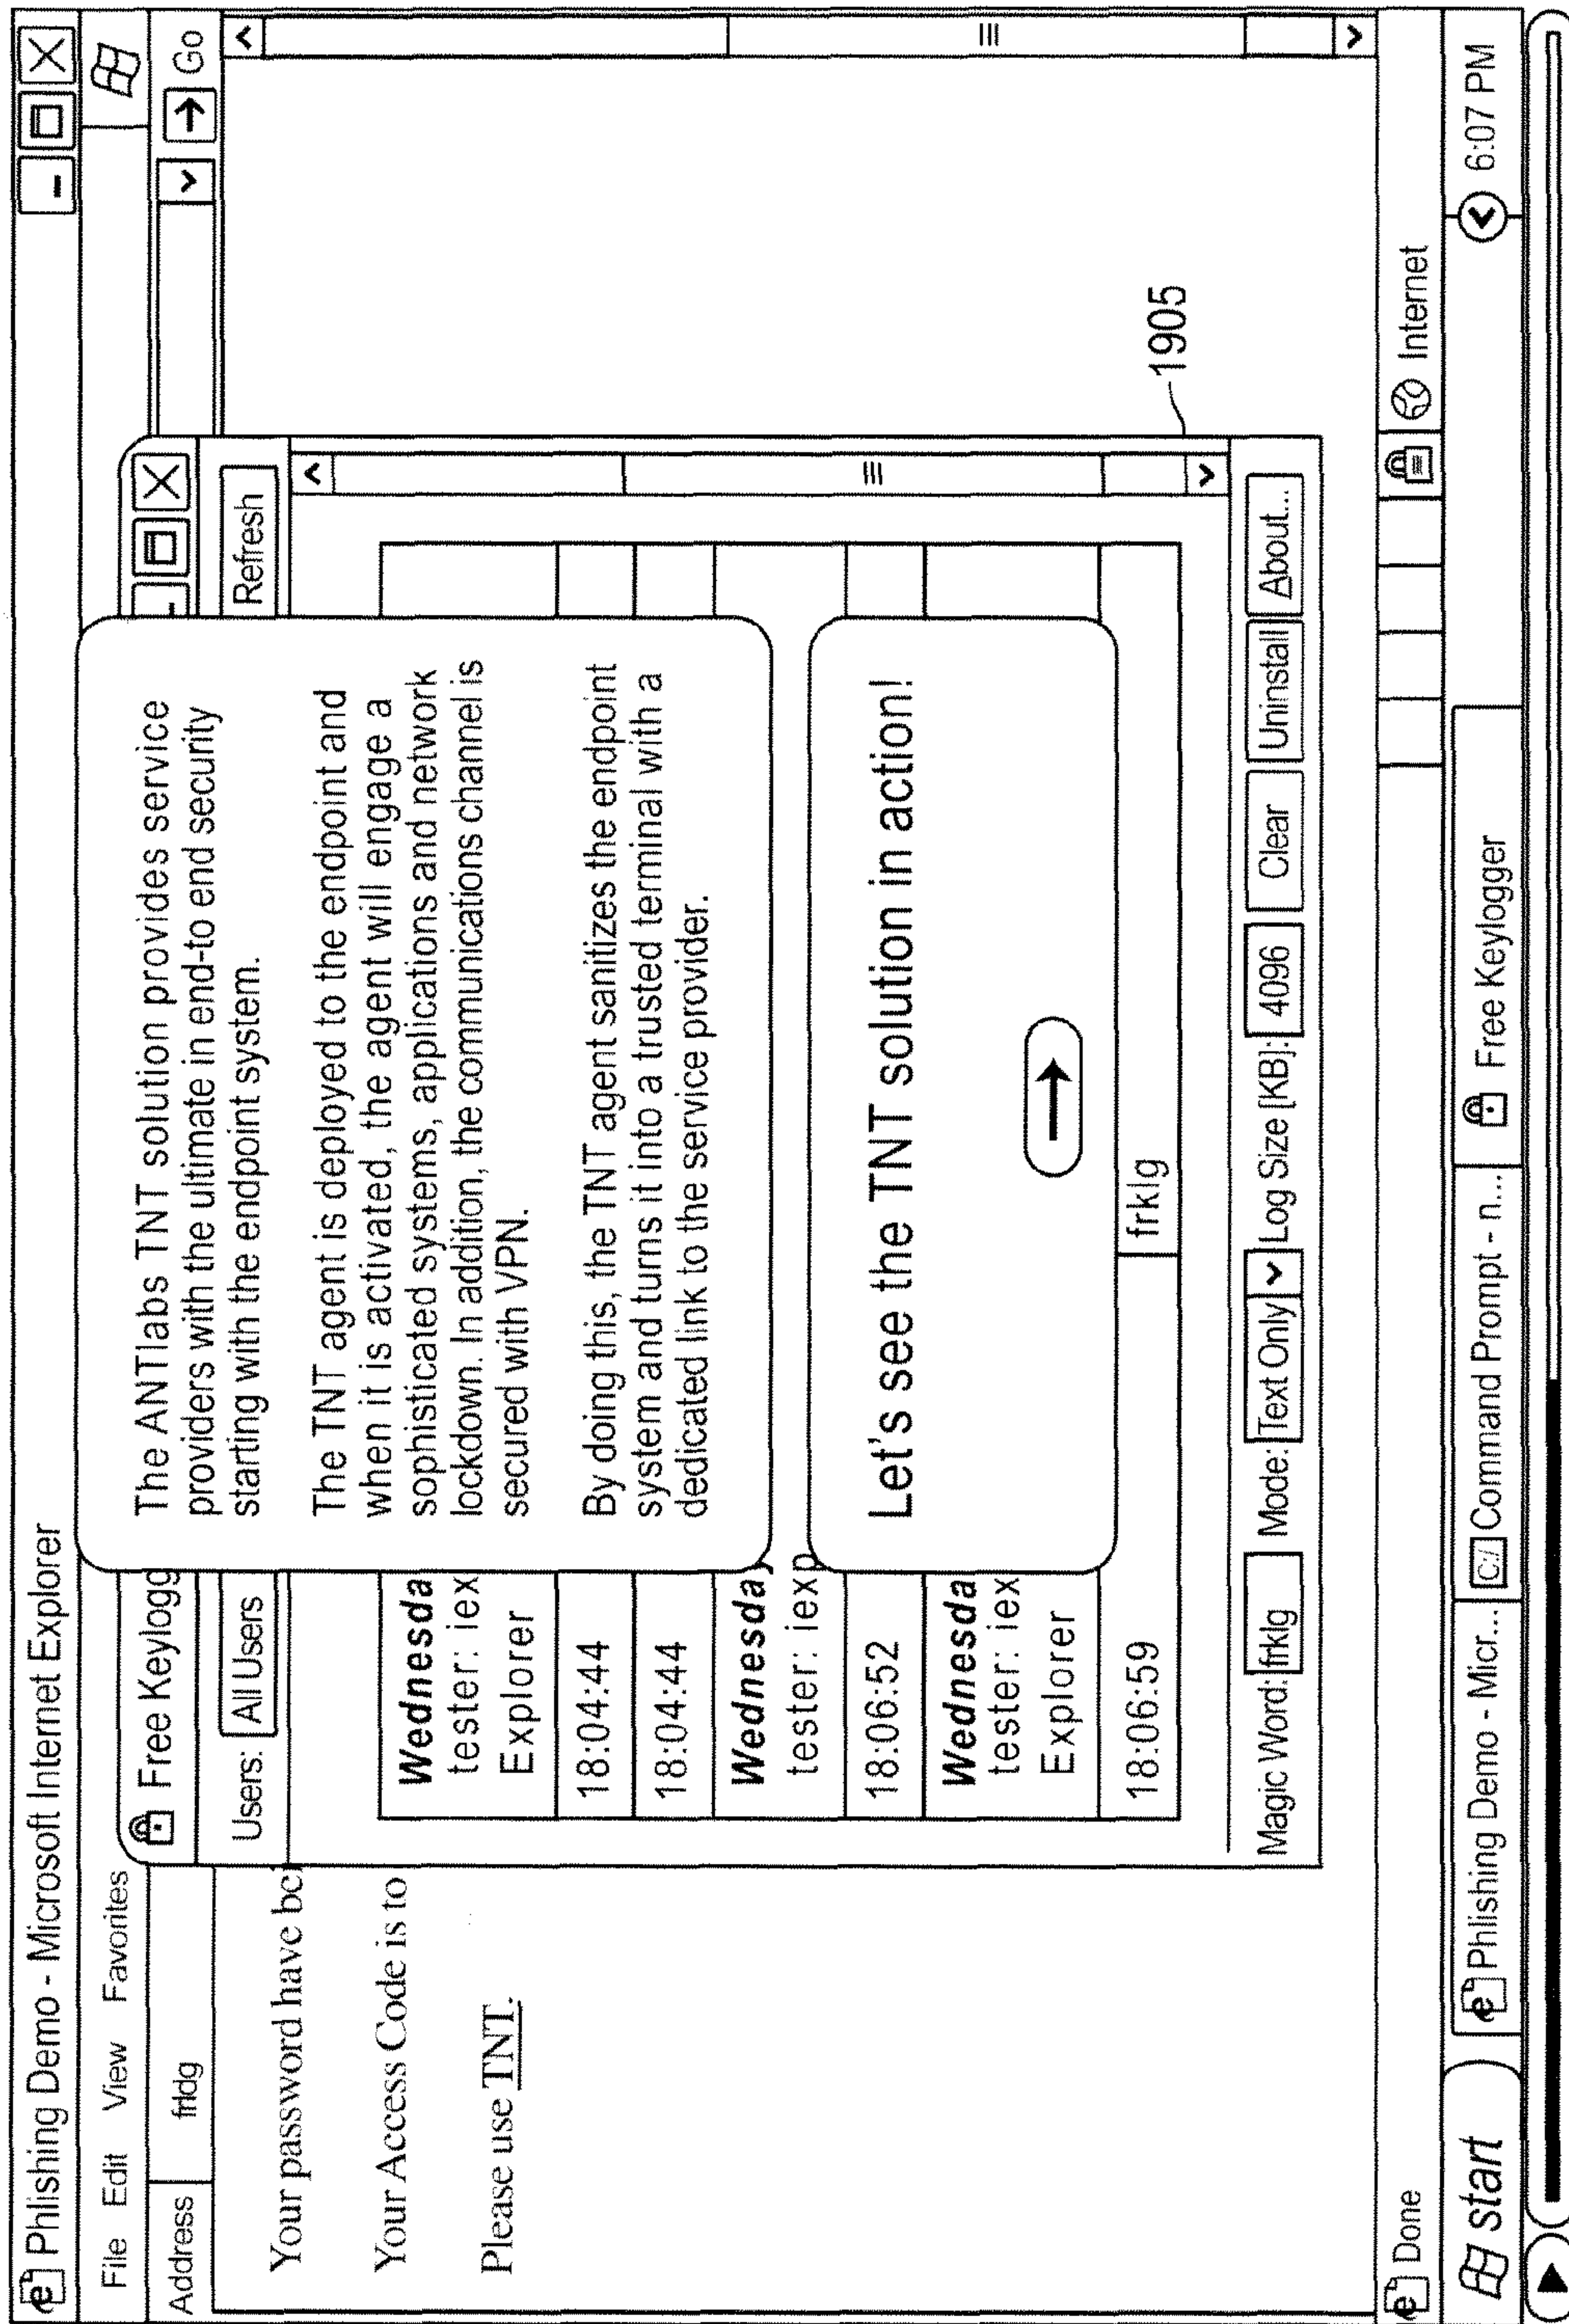 Phlishing Demo - Microsoft Internet Explorer
File Edit View Favorites
Address frldg
Go
Your password have bc
Your Access Code is to
Please use TNT.
Free Keylogg
Users: All Users
Refresh
The ANTlabs TNT solution provides service
providers with the ultimate in end-to end security
starting with the endpoint system.
The TNT agent is deployed to the endpoint and
when it is activated, the agent will engage a
sophisticated systems, applications and network
lockdown. In addition, the communications channel is
secured with VPN.
By doing this, the TNT agent sanitizes the endpoint
system and turns it into a trusted terminal with a
dedicated link to the service provider.
Let's see the TNT solution in action!
Wednesda
tester: iex
Explorer
18:04:44
18:04:44
Wednesday
tester: iexp
18:06:52
Wednesda
tester: iex
Explorer
18:06:59 frklg
Magic Word: frklg Mode: Text Only Log Size [KB]: 4096 Clear Uninstall About...
1905
Done
Internet
start
Phlishing Demo - Micr...
C:/ Command Prompt - n...
Free Keylogger
6:07 PM